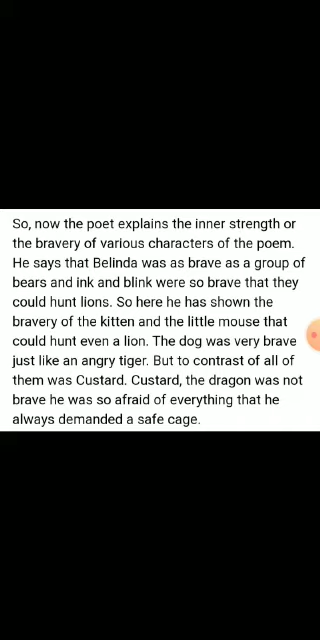 So, now the poet explains the inner strength or
the bravery of various characters of the poem.
He says that Belinda was as brave as a group of
bears and ink and blink were so brave that they
could hunt lions. So here he has shown the
bravery of the kitten and the little mouse that
could hunt even a lion. The dog was very brave
just like an angry tiger. But to contrast of all of
them was Custard. Custard, the dragon was not
brave he was so afraid of everything that he
always demanded a safe cage.